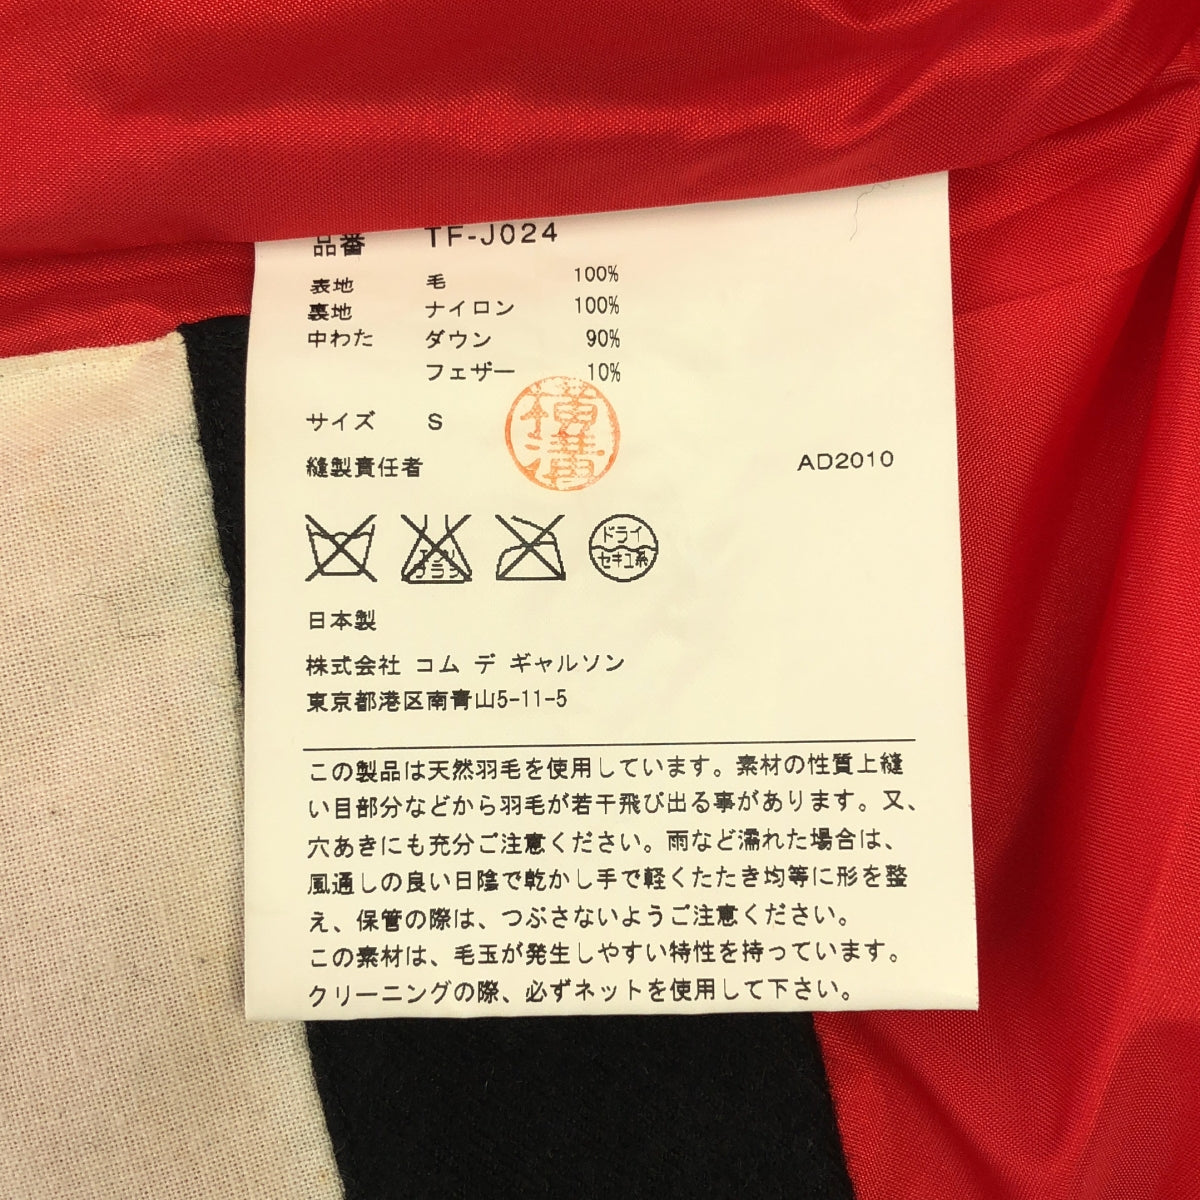 品番 TF-J024
表地 毛 100%
裏地 ナイロン 100%
中わた ダウン 90%
フェザー 10%
サイズ S
横溝
縫製責任者 AD2010
エンソ
サラシ
ドライ
セキユ系
日本製
株式会社 コム デ ギャルソン
東京都港区南青山5-11-5
この製品は天然羽毛を使用しています。素材の性質上縫
い目部分などから羽毛が若干飛び出る事があります。又、
穴あきにも充分ご注意ください。雨など濡れた場合は、
風通しの良い日陰で乾かし手で軽くたたき均等に形を整
え、保管の際は、つぶさないようご注意ください。
この素材は、毛玉が発生しやすい特性を持っています。
クリーニングの際、必ずネットを使用して下さい。